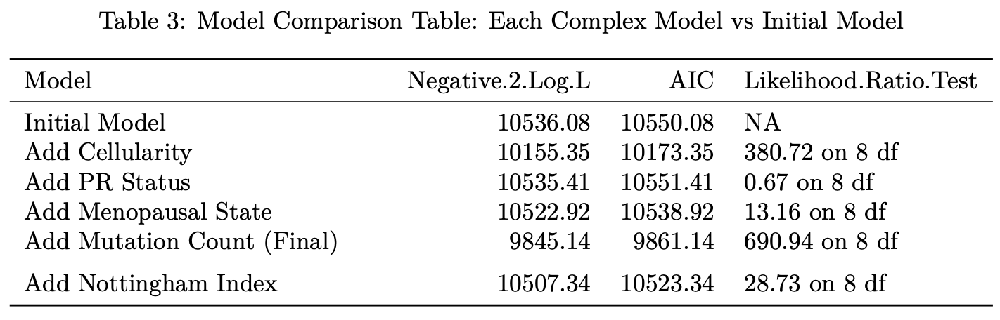 Table 3: Model Comparison Table: Each Complex Model vs Initial Model
Model Negative.2.Log.L AIC Likelihood.Ratio.Test
Initial Model 10536.08 10550.08 NA
Add Cellularity 10155.35 10173.35 380.72 on 8 df
Add PR Status 10535.41 10551.41 0.67 on 8 df
Add Menopausal State 10522.92 10538.92 13.16 on 8 df
Add Mutation Count (Final) 9845.14 9861.14 690.94 on 8 df
Add Nottingham Index 10507.34 10523.34 28.73 on 8 df